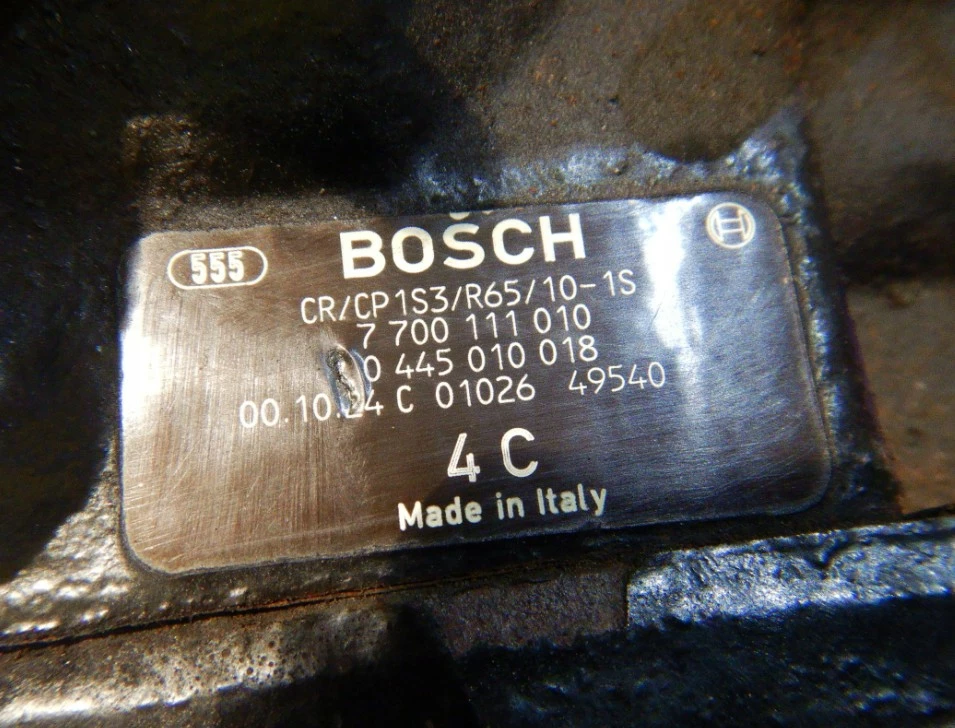 555
BOSCH
CR/CP1S3/R65/10-1S
7 700 111 010
0 445 010 018
00.10.24 C 01026 49540
4 C
Made in Italy